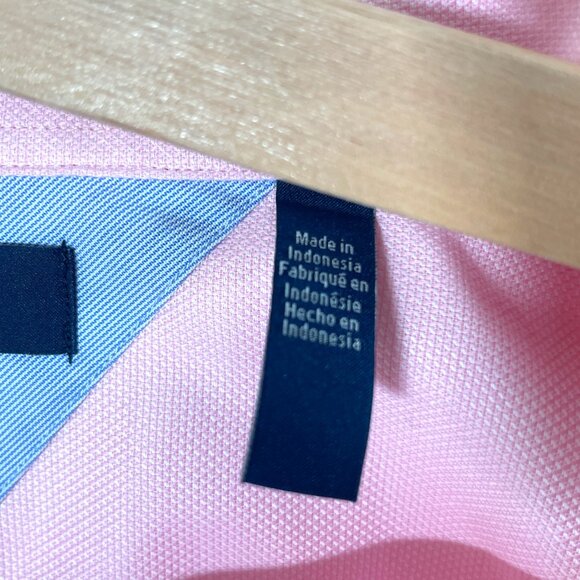 Made in
Indonesia
Fabriqué en
Indonésie
Hecho en
Indonesia